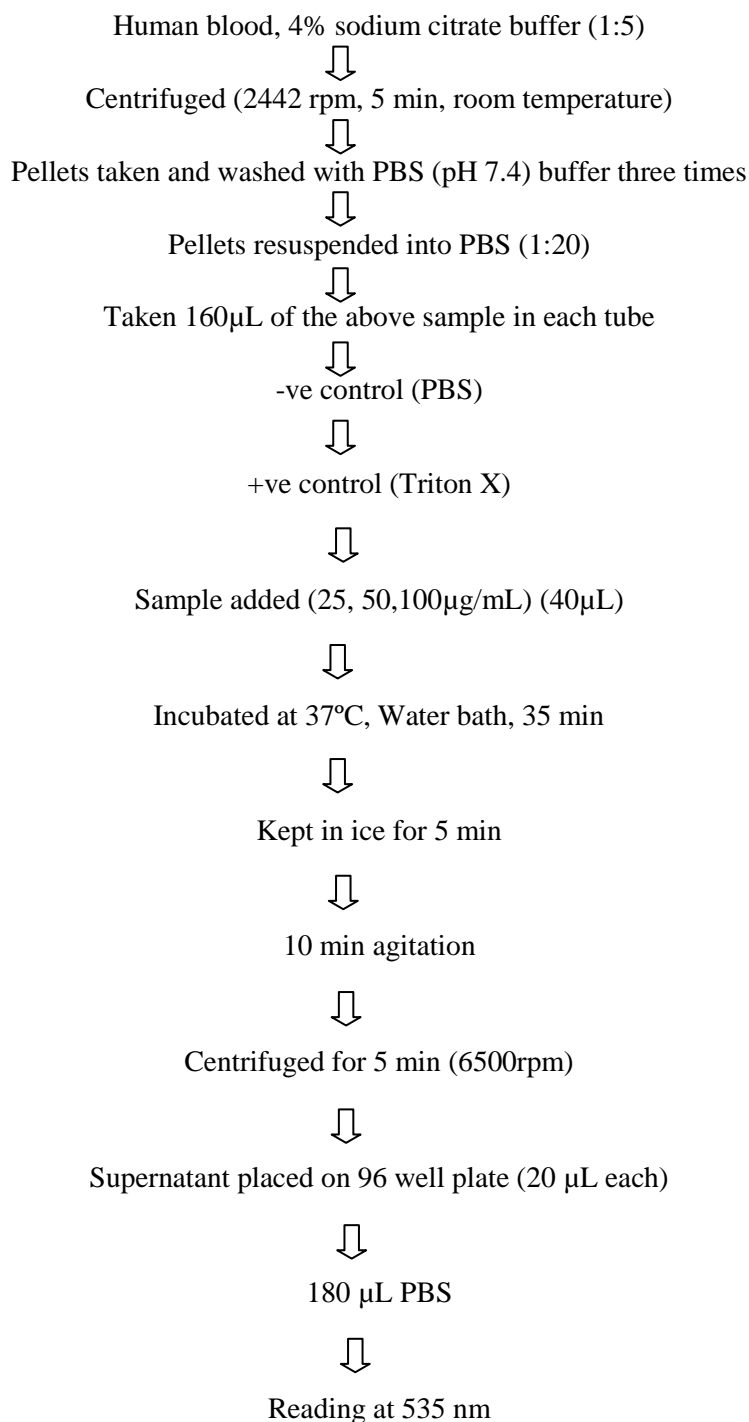 Human blood, 4% sodium citrate buffer (1:5)
Centrifuged (2442 rpm, 5 min, room temperature)
Pellets taken and washed with PBS (pH 7.4) buffer three times
Pellets resuspended into PBS (1:20)
Taken 160µL of the above sample in each tube
-ve control (PBS)
+ve control (Triton X)
Sample added (25, 50,100µg/mL) (40µL)
Incubated at 37ºC, Water bath, 35 min
Kept in ice for 5 min
10 min agitation
Centrifuged for 5 min (6500rpm)
Supernatant placed on 96 well plate (20 µL each)
180 µL PBS
Reading at 535 nm